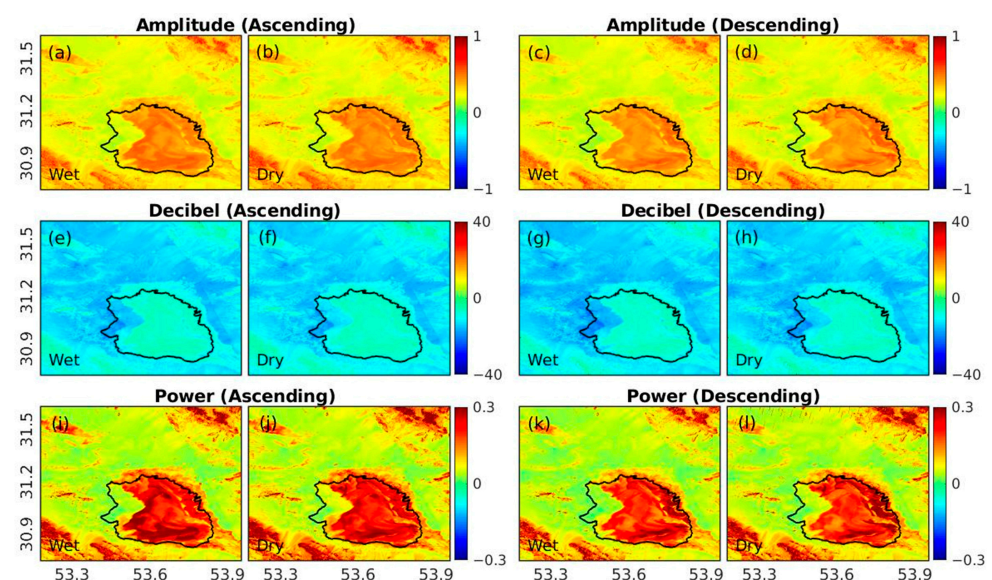 Amplitude (Ascending) Amplitude (Descending)
31.5 (a) (b) 1 (c) (d) 1
31.2 0 0
30.9 Wet Dry −1 Wet Dry −1
Decibel (Ascending) Decibel (Descending)
31.5 (e) (f) 40 (g) (h) 40
31.2 0 0
30.9 Wet Dry −40 Wet Dry −40
Power (Ascending) Power (Descending)
31.5 (i) (j) 0.3 (k) (l) 0.3
31.2 0 0
30.9 Wet Dry −0.3 Wet Dry −0.3
53.3 53.6 53.9 53.3 53.6 53.9 53.3 53.6 53.9 53.3 53.6 53.9